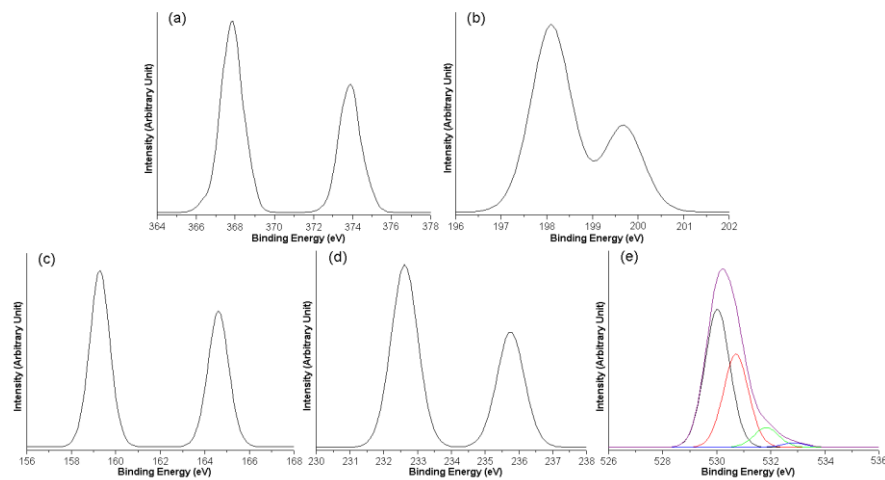 (a)
Intensity (Arbitrary Unit)
364 366 368 370 372 374 376 378
Binding Energy (eV)
(b)
Intensity (Arbitrary Unit)
196 197 198 199 200 201 202
Binding Energy (eV)
(c)
Intensity (Arbitrary Unit)
156 158 160 162 164 166 168
Binding Energy (eV)
(d)
Intensity (Arbitrary Unit)
230 231 232 233 234 235 236 237 238
Binding Energy (eV)
(e)
Intensity (Arbitrary Unit)
526 528 530 532 534 536
Binding Energy (eV)